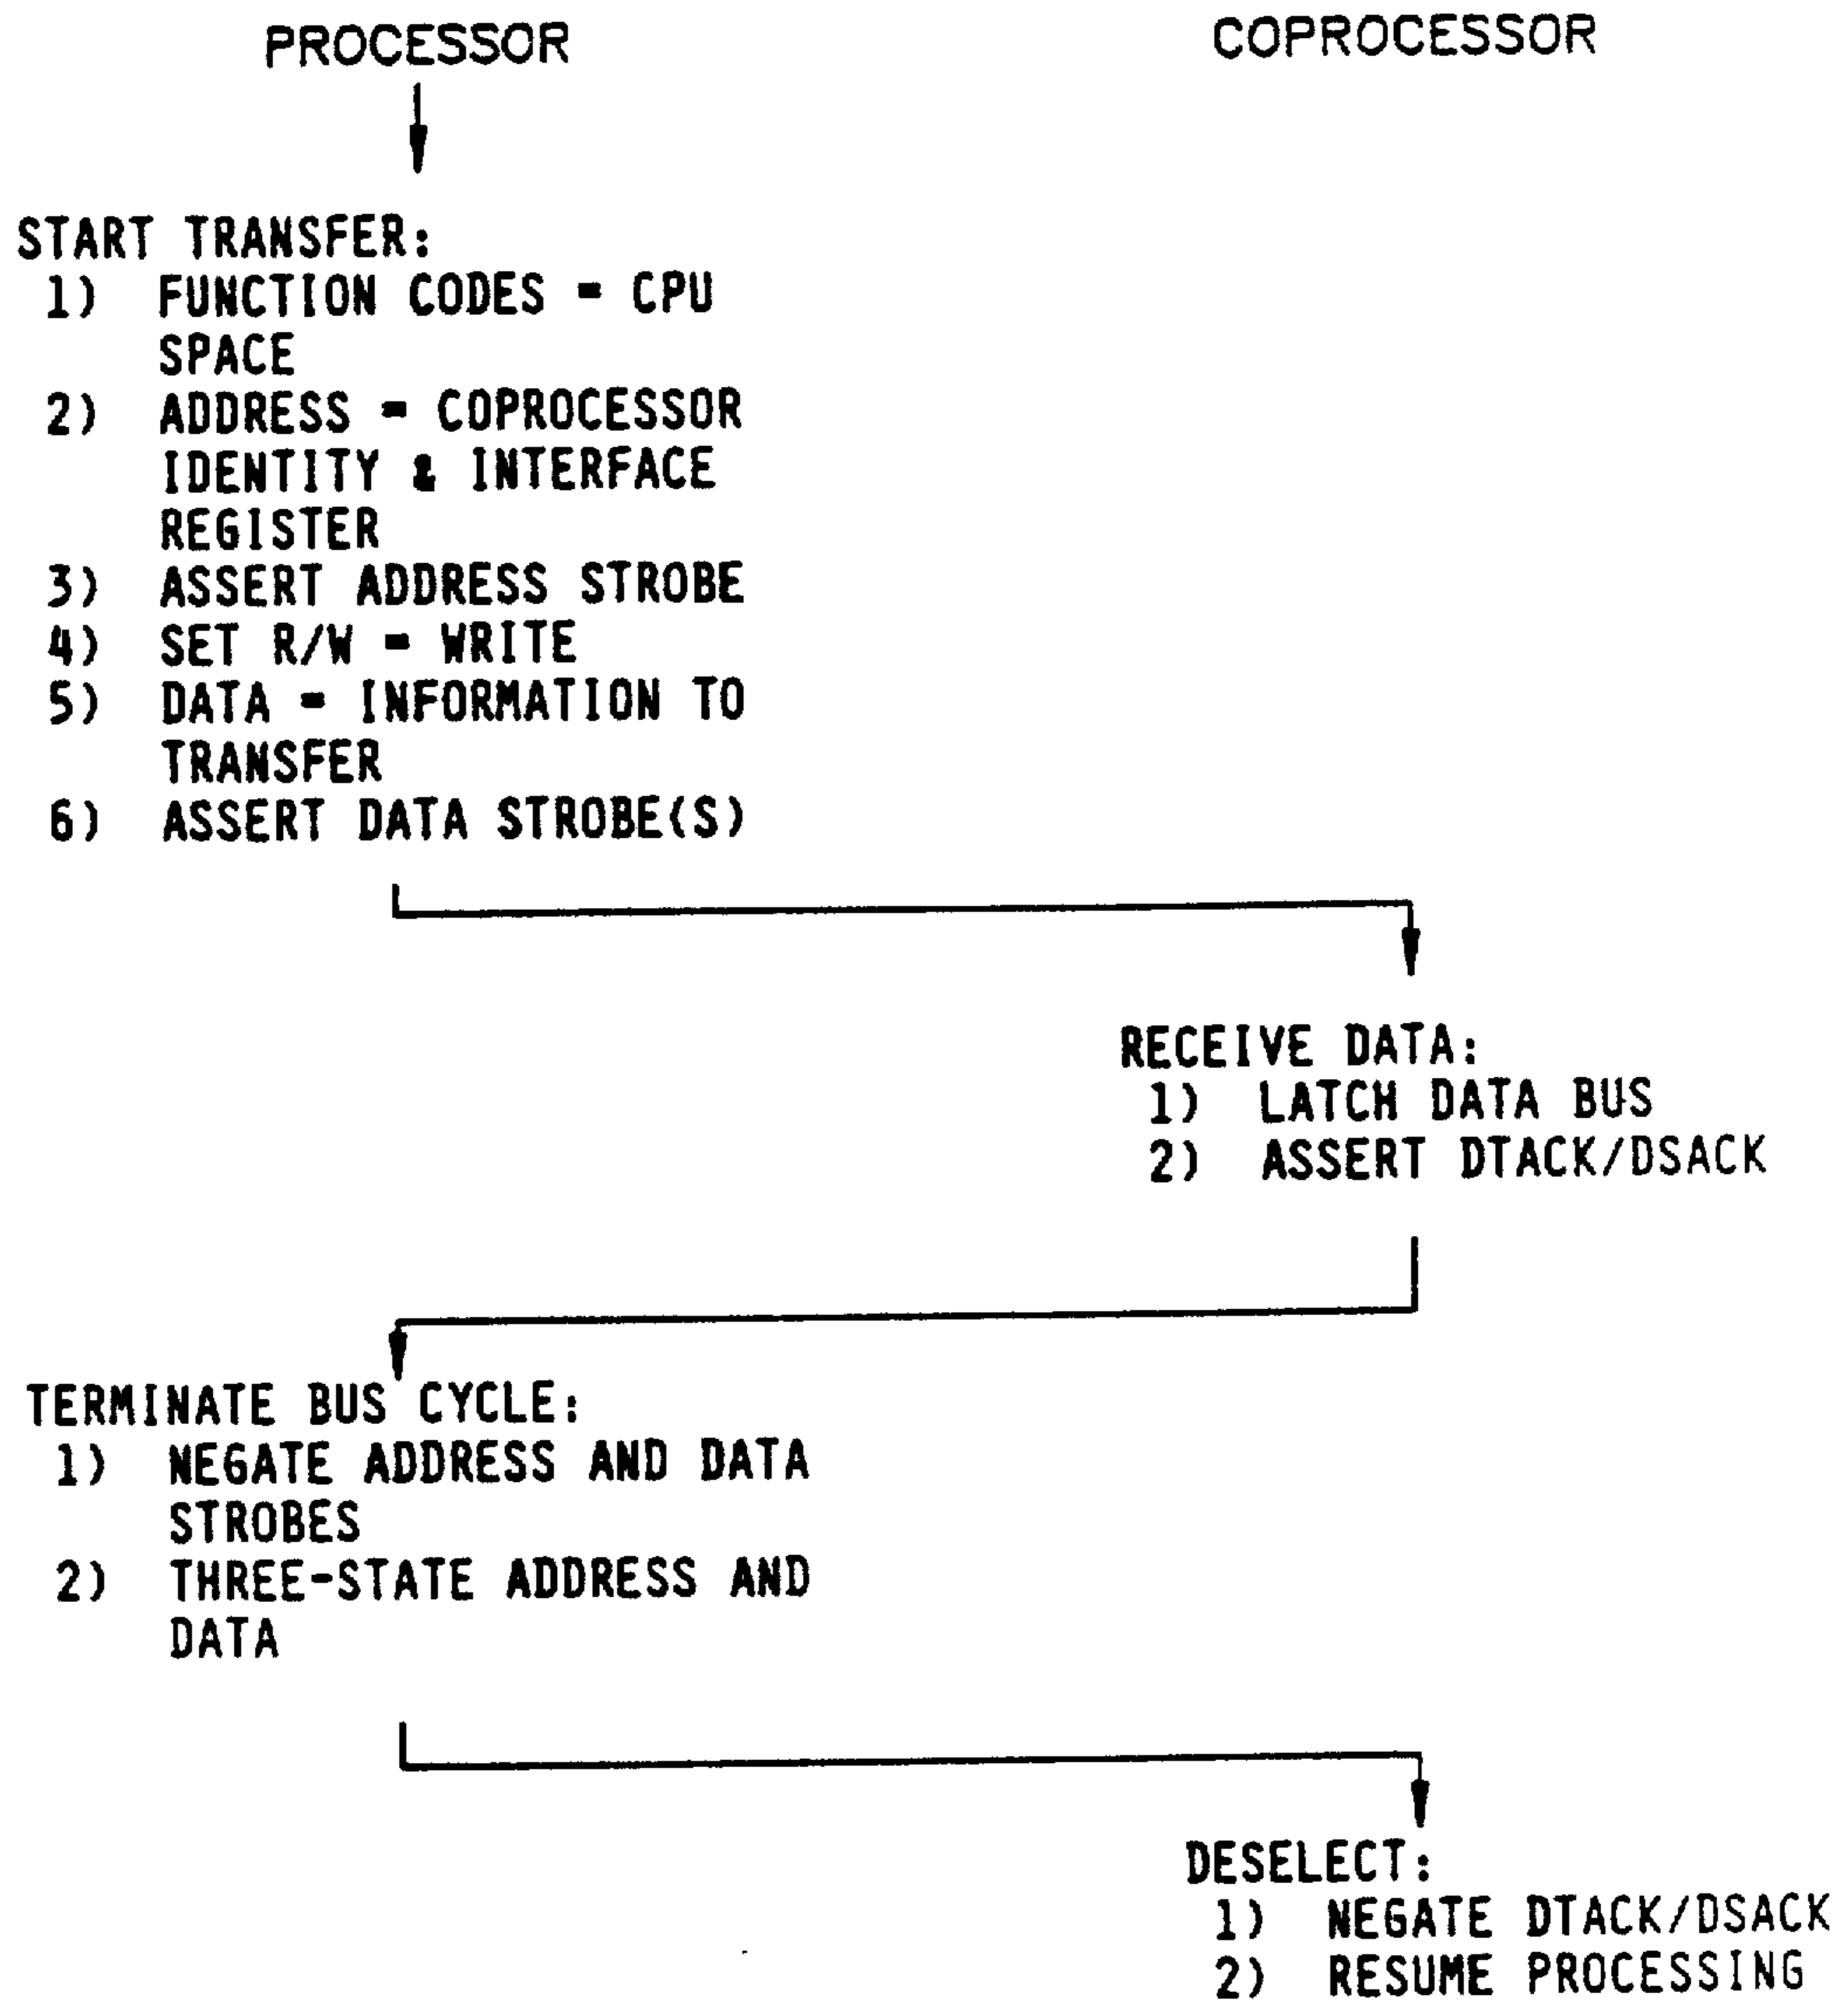 PROCESSOR
COPROCESSOR
START TRANSFER:
1) FUNCTION CODES = CPU
SPACE
2) ADDRESS = COPROCESSOR
IDENTITY & INTERFACE
REGISTER
3) ASSERT ADDRESS STROBE
4) SET R/W = WRITE
5) DATA = INFORMATION TO
TRANSFER
6) ASSERT DATA STROBE(S)
RECEIVE DATA:
1) LATCH DATA BUS
2) ASSERT DTACK/DSACK
TERMINATE BUS CYCLE:
1) NEGATE ADDRESS AND DATA
STROBES
2) THREE-STATE ADDRESS AND
DATA
DESELECT:
1) NEGATE DTACK/DSACK
2) RESUME PROCESSING